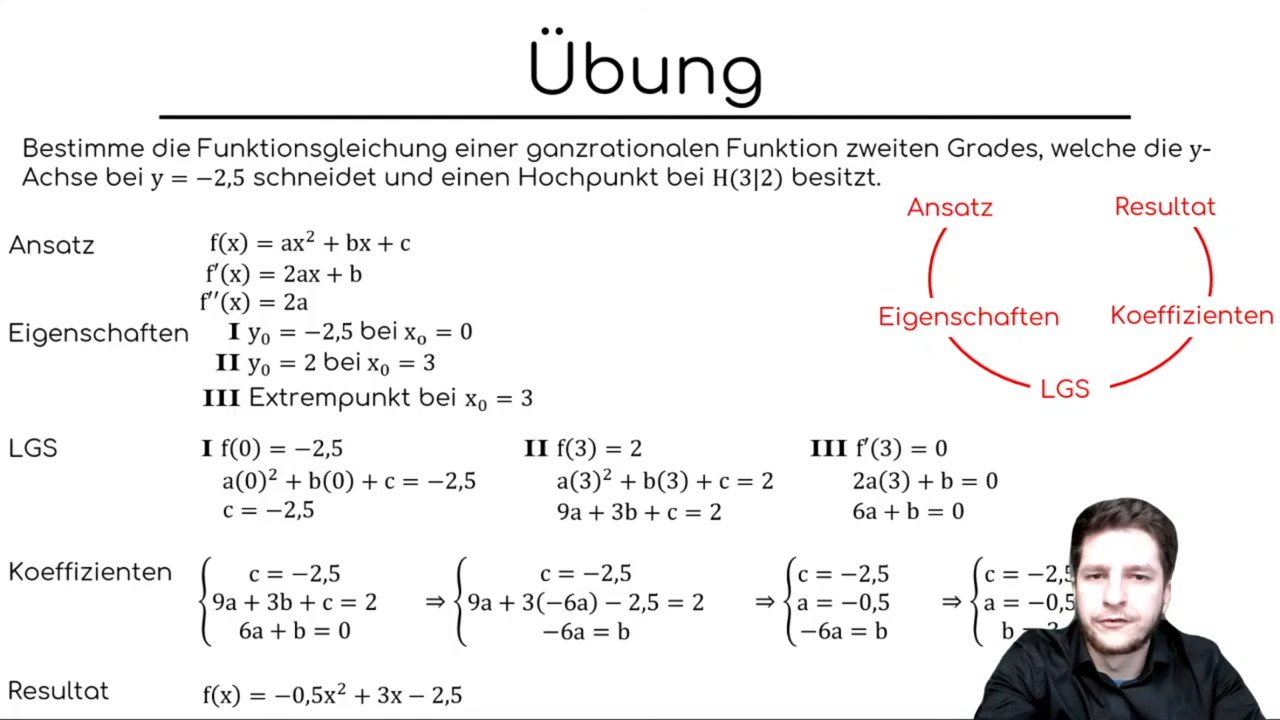 Übung
Bestimme die Funktionsgleichung einer ganzrationalen Funktion zweiten Grades, welche die y-
Achse bei y = −2,5 schneidet und einen Hochpunkt bei H(3|2) besitzt.
Ansatz
f(x) = ax² + bx + c
f′(x) = 2ax + b
f′′(x) = 2a
Eigenschaften
I y₀ = −2,5 bei xₒ = 0
II y₀ = 2 bei x₀ = 3
III Extrempunkt bei x₀ = 3
Ansatz
Resultat
Eigenschaften
Koeffizienten
LGS
LGS
I f(0) = −2,5
a(0)² + b(0) + c = −2,5
c = −2,5
II f(3) = 2
a(3)² + b(3) + c = 2
9a + 3b + c = 2
III f′(3) = 0
2a(3) + b = 0
6a + b = 0
Koeffizienten
c = −2,5
9a + 3b + c = 2
6a + b = 0
⇒
c = −2,5
9a + 3(−6a) − 2,5 = 2
−6a = b
⇒
c = −2,5
a = −0,5
−6a = b
⇒
c = −2,5
a = −0,5
b
Resultat
f(x) = −0,5x² + 3x − 2,5